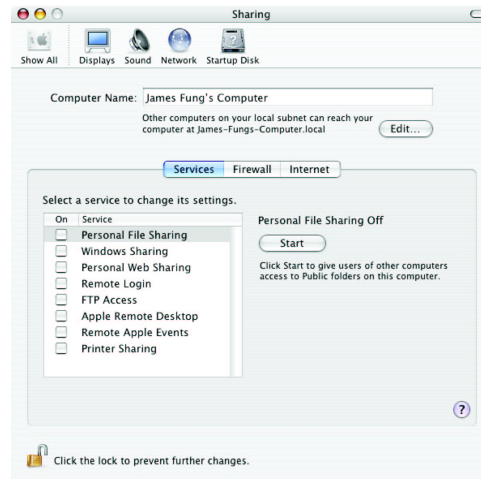 Sharing
Show All Displays Sound Network Startup Disk
Computer Name: James Fung's Computer
Other computers on your local subnet can reach your
computer at James-Fungs-Computer.local
Edit...
Services Firewall Internet
Select a service to change its settings.
On Service
Personal File Sharing
Windows Sharing
Personal Web Sharing
Remote Login
FTP Access
Apple Remote Desktop
Remote Apple Events
Printer Sharing
Personal File Sharing Off
Start
Click Start to give users of other computers
access to Public folders on this computer.
?
Click the lock to prevent further changes.